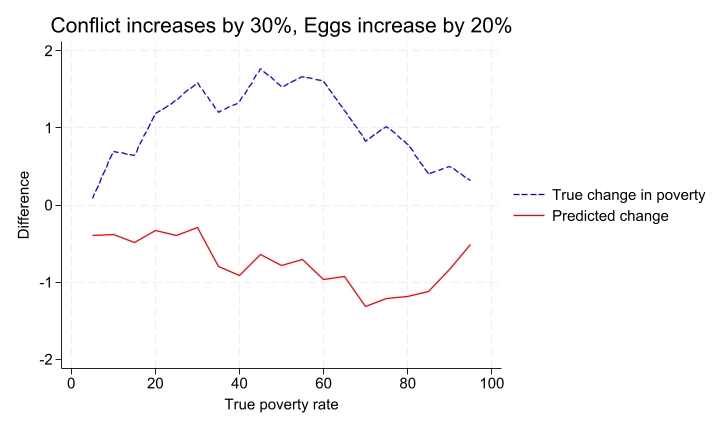 Conflict increases by 30%, Eggs increase by 20%
2
1
0
-1
-2
Difference
0 20 40 60 80 100
True poverty rate
True change in poverty
Predicted change